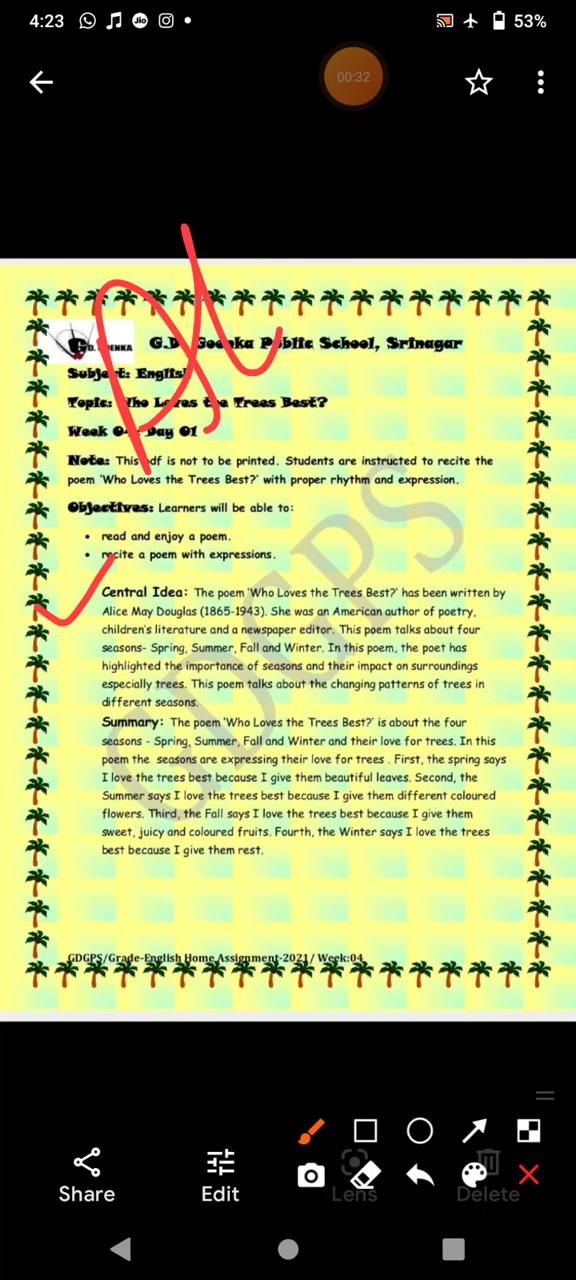 4:23
Jio
53%
00:32
G.D. GOENKA
G.D. Goenka Public School, Srinagar
Subject: English
Topic: Who Loves the Trees Best?
Week 04: Day 01
Note: This pdf is not to be printed. Students are instructed to recite the
poem 'Who Loves the Trees Best?' with proper rhythm and expression.
Objectives: Learners will be able to:
• read and enjoy a poem.
• recite a poem with expressions.
Central Idea: The poem 'Who Loves the Trees Best?' has been written by
Alice May Douglas (1865-1943). She was an American author of poetry,
children's literature and a newspaper editor. This poem talks about four
seasons- Spring, Summer, Fall and Winter. In this poem, the poet has
highlighted the importance of seasons and their impact on surroundings
especially trees. This poem talks about the changing patterns of trees in
different seasons.
Summary: The poem 'Who Loves the Trees Best?' is about the four
seasons - Spring, Summer, Fall and Winter and their love for trees. In this
poem the seasons are expressing their love for trees . First, the spring says
I love the trees best because I give them beautiful leaves. Second, the
Summer says I love the trees best because I give them different coloured
flowers. Third, the Fall says I love the trees best because I give them
sweet, juicy and coloured fruits. Fourth, the Winter says I love the trees
best because I give them rest.
GDGPS
GDGPS/Grade-English Home Assignment-2021/ Week:04
Share
Edit
Lens
Delete